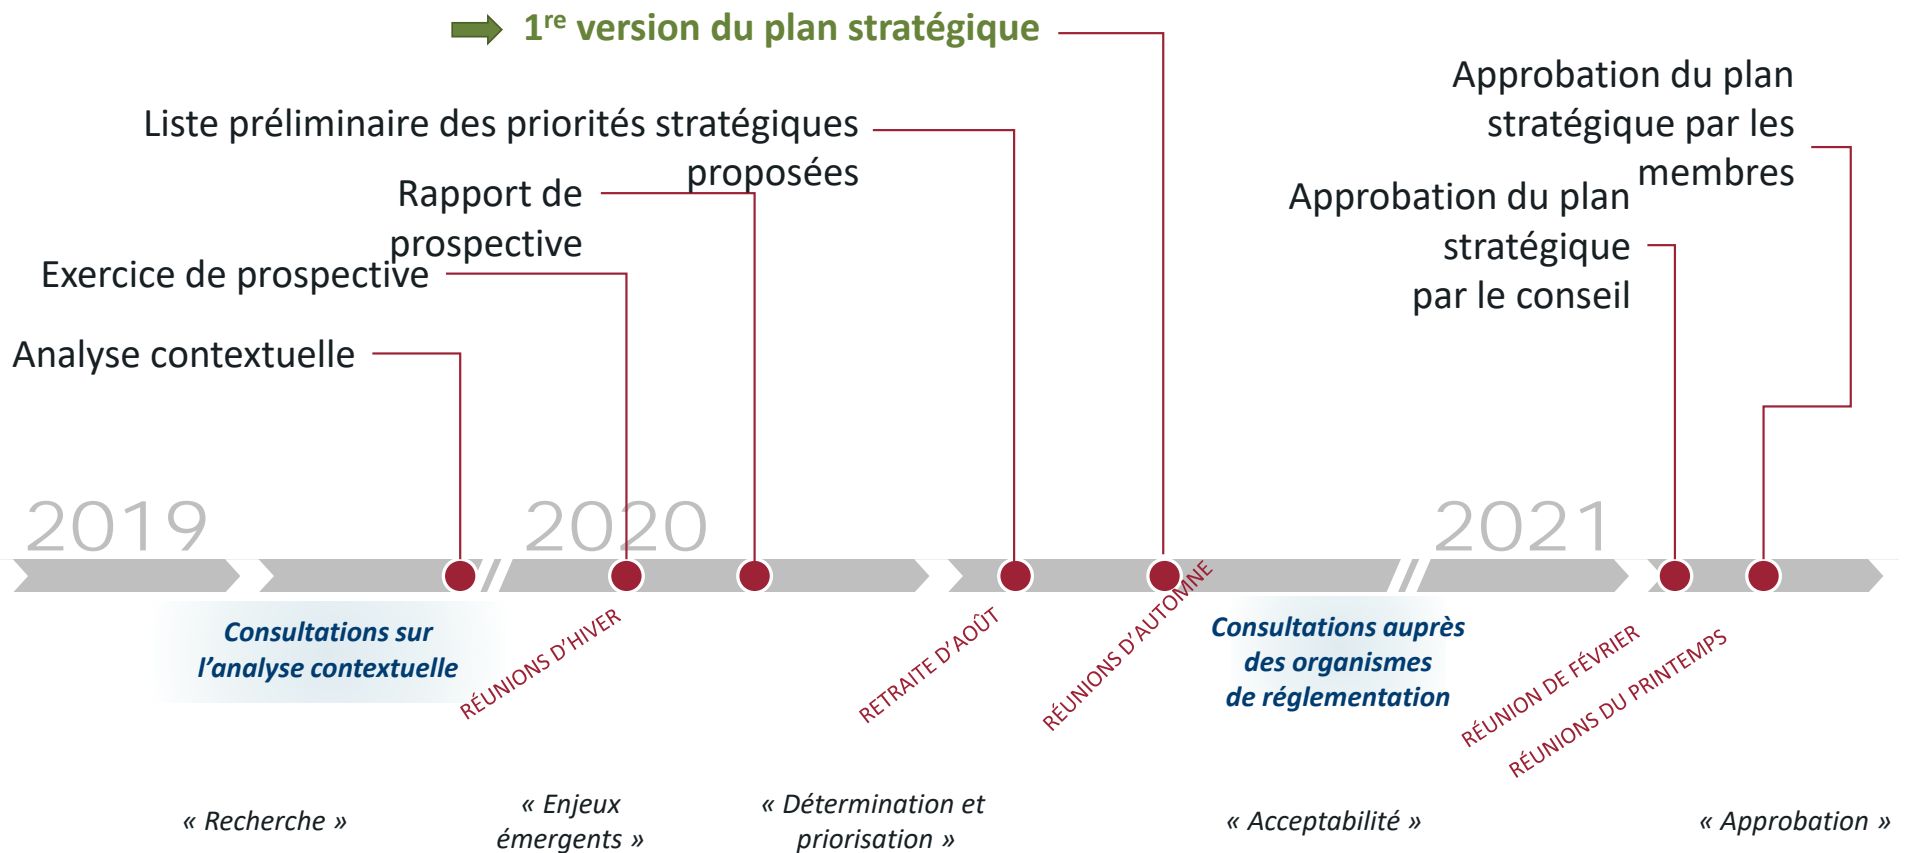 1re version du plan stratégique
Liste préliminaire des priorités stratégiques
proposées
Rapport de
prospective
Exercice de prospective
Analyse contextuelle
Approbation du plan
stratégique par les
membres
Approbation du plan
stratégique
par le conseil
2019
2020
2021
Consultations sur
l'analyse contextuelle
RÉUNIONS D'HIVER
RETRAITE D'AOÛT
RÉUNIONS D'AUTOMNE
Consultations auprès
des organismes
de réglementation
RÉUNION DE FÉVRIER
RÉUNIONS DU PRINTEMPS
« Recherche »
« Enjeux
émergents »
« Détermination et
priorisation »
« Acceptabilité »
« Approbation »